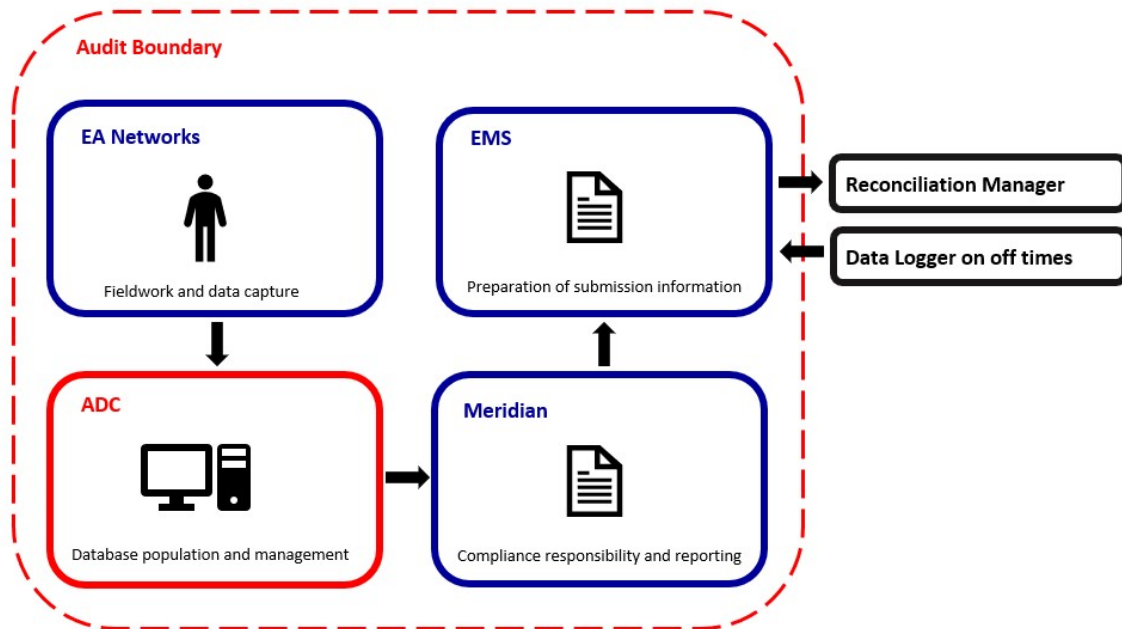 Audit Boundary
EA Networks
Fieldwork and data capture
EMS
Preparation of submission information
Reconciliation Manager
Data Logger on off times
ADC
Database population and management
Meridian
Compliance responsibility and reporting